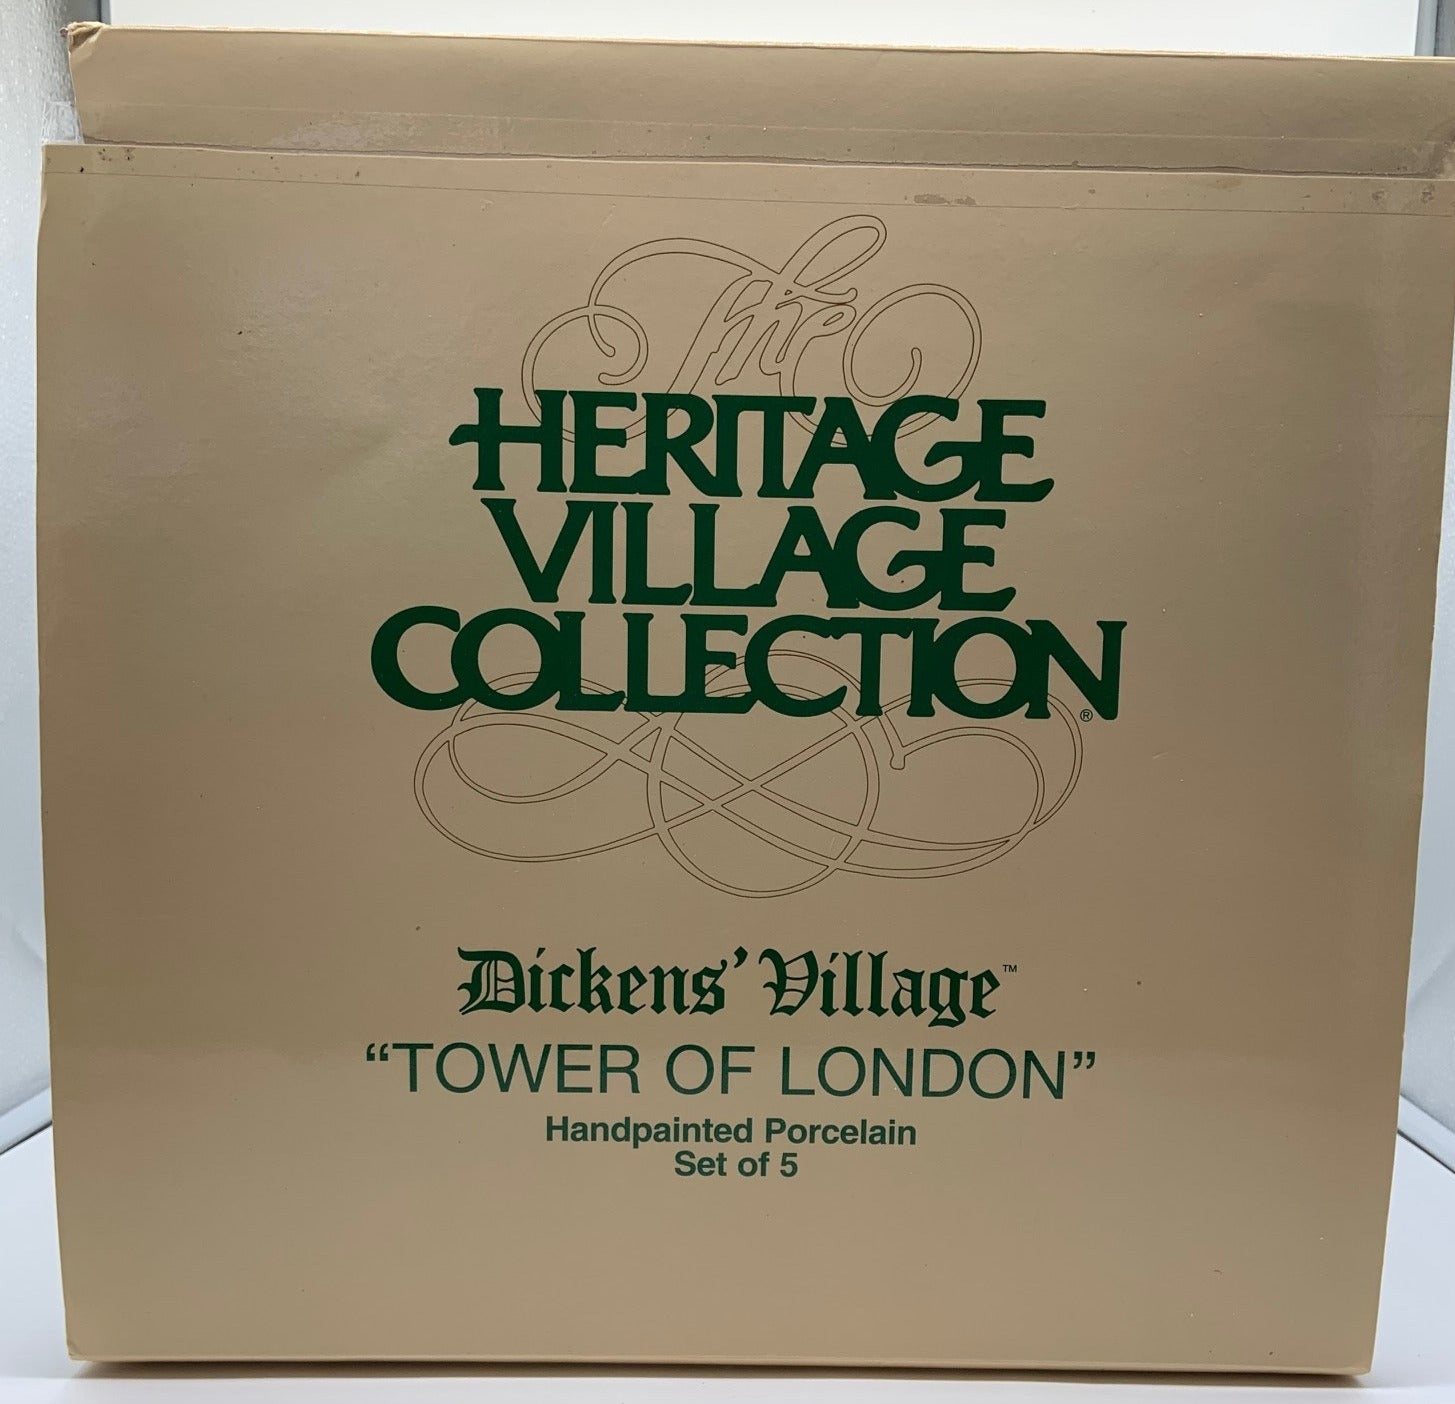 The
HERITAGE
VILLAGE
COLLECTION®
Dickens' Village™
“TOWER OF LONDON”
Handpainted Porcelain
Set of 5